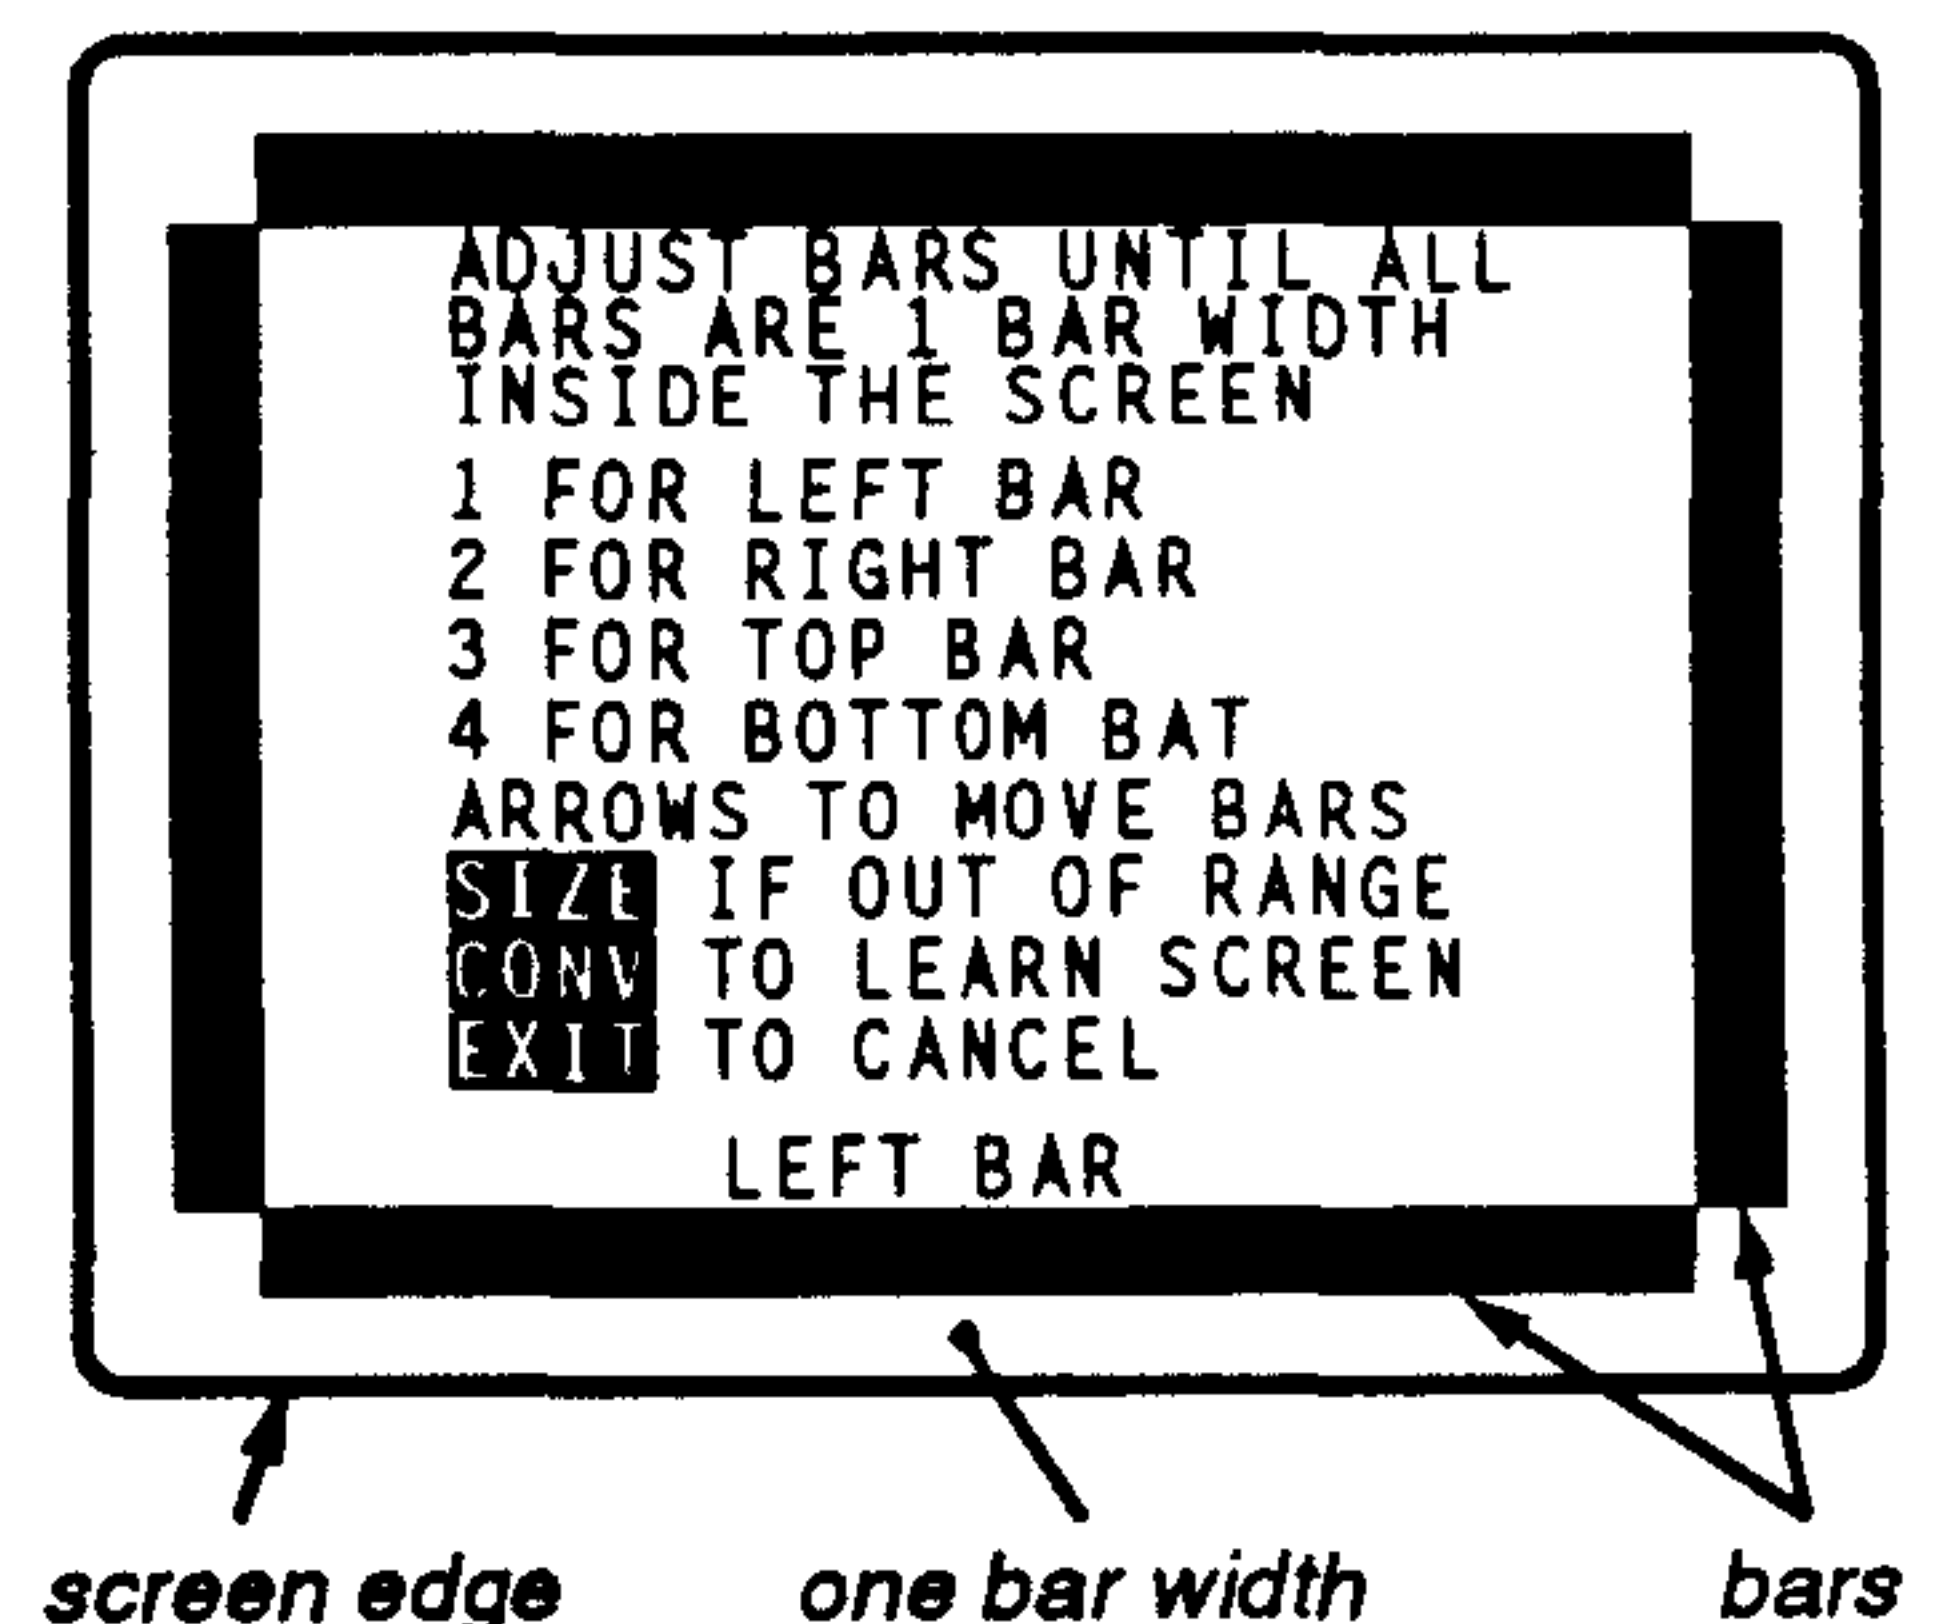 ADJUST BARS UNTIL ALL
BARS ARE 1 BAR WIDTH
INSIDE THE SCREEN
1 FOR LEFT BAR
2 FOR RIGHT BAR
3 FOR TOP BAR
4 FOR BOTTOM BAT
ARROWS TO MOVE BARS
SIZE IF OUT OF RANGE
CONV TO LEARN SCREEN
EXIT TO CANCEL
LEFT BAR
screen edge one bar width bars